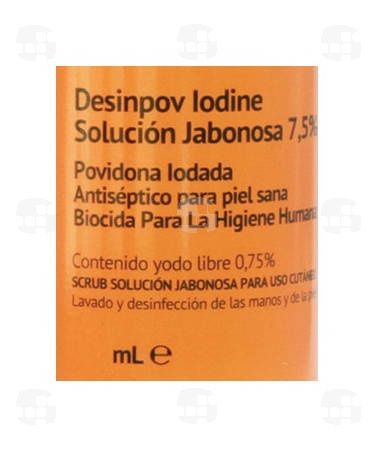 Desinpov Iodine
Solución Jabonosa 7,5%
Povidona Iodada
Antiséptico para piel sana
Biocida Para La Higiene Humana
Contenido yodo libre 0,75%
SCRUB SOLUCIÓN JABONOSA PARA USO CUTÁNEO
Lavado y desinfección de las manos y de la
mL e